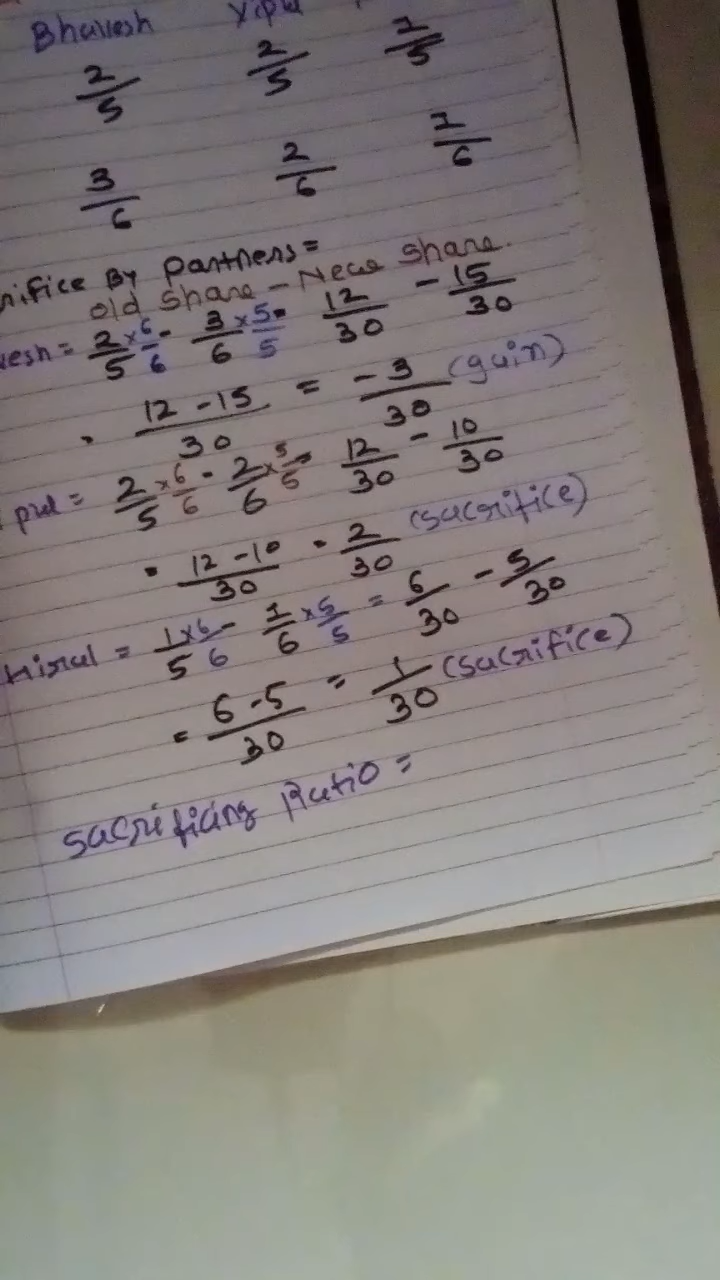 Bhavesh Vipul
2/5 2/5 1/5
3/6 2/6 1/6
rifice By partners =
old share - New share.
esh = 2/5 × 6/6 - 3/6 × 5/5 = 12/30 - 15/30
= 12 - 15/30 = -3/30 (gain)
pul = 2/5 × 6/6 - 2/6 × 5/5 = 12/30 - 10/30
= 12 - 10/30 = 2/30 (sacrifice)
hinal = 1/5 × 6/6 - 1/6 × 5/5 = 6/30 - 5/30
= 6 - 5/30 = 1/30 (sacrifice)
Sacrificing Ratio =